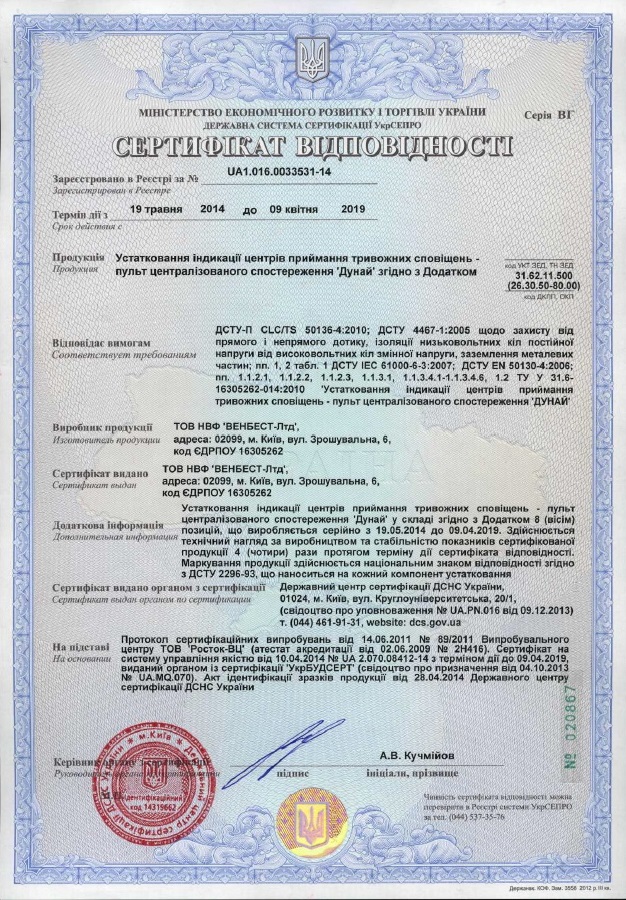 МІНІСТЕРСТВО ЕКОНОМІЧНОГО РОЗВИТКУ І ТОРГІВЛІ УКРАЇНИ
Серія ВГ
ДЕРЖАВНА СИСТЕМА СЕРТИФІКАЦІЇ УкрСЕПРО
СЕРТИФІКАТ ВІДПОВІДНОСТІ
Зареєстровано в Реєстрі за № UA1.016.0033531-14
Зарегистрирован в Реестре
Термін дії з 19 травня 2014 до 09 квітня 2019
Срок действия с
Продукція
Продукция
Устатковання індикації центрів приймання тривожних сповіщень -
пульт централізованого спостереження 'Дунай' згідно з Додатком
код УКТ ЗЕД, ТН ЗЕД
31.62.11.500
(26.30.50-80.00)
код ДКПП, ОКП
Відповідає вимогам
Соответствует требованиям
ДСТУ-П CLC/TS 50136-4:2010; ДСТУ 4467-1:2005 щодо захисту від
прямого і непрямого дотику, ізоляції низьковольтних кіл постійної
напруги від високовольтних кіл змінної напруги, заземлення металевих
частин; пп. 1, 2 табл. 1 ДСТУ IEC 61000-6-3:2007; ДСТУ EN 50130-4:2006;
пп. 1.1.2.1, 1.1.2.2, 1.1.2.3, 1.1.3.1, 1.1.3.4.1-1.1.3.4.6, 1.2 ТУ У 31.6-
16305262-014:2010 'Устатковання індикації центрів приймання
тривожних сповіщень - пульт централізованого спостереження 'ДУНАЙ'
Виробник продукції
Изготовитель продукции
ТОВ НВФ 'ВЕНБЕСТ-Лтд',
адреса: 02099, м. Київ, вул. Зрошувальна, 6,
код ЄДРПОУ 16305262
Сертифікат видано
Сертификат выдан
ТОВ НВФ 'ВЕНБЕСТ-Лтд',
адреса: 02099, м. Київ, вул. Зрошувальна, 6,
код ЄДРПОУ 16305262
Додаткова інформація
Дополнительная информация
Устатковання індикації центрів приймання тривожних сповіщень - пульт
централізованого спостереження 'Дунай' у складі згідно з Додатком 8 (вісім)
позицій, що виробляється серійно з 19.05.2014 до 09.04.2019. Здійснюється
технічний нагляд за виробництвом та стабільністю показників сертифікованої
продукції 4 (чотири) рази протягом терміну дії сертифіката відповідності.
Маркування продукції здійснюється національним знаком відповідності згідно
з ДСТУ 2296-93, що наноситься на кожний компонент устатковання
Сертифікат видано органом з сертифікації
Сертификат выдан органом по сертификации
Державний центр сертифікації ДСНС України,
01024, м. Київ, вул. Круглоуніверситетська, 20/1,
(свідоцтво про уповноваження № UA.PN.016 від 09.12.2013)
т. (044) 461-91-31, website: dcs.gov.ua
На підставі
На основании
Протокол сертифікаційних випробувань від 14.06.2011 № 89/2011 Випробувального
центру ТОВ 'Росток-ВЦ' (атестат акредитації від 02.06.2009 № 2Н416). Сертифікат на
систему управління якістю від 10.04.2014 № UA 2.070.08412-14 з терміном дії до 09.04.2019,
виданий органом із сертифікації 'УкрБУДСЕРТ' (свідоцтво про призначення від 04.10.2013
№ UA.MQ.070). Акт ідентифікації зразків продукції від 28.04.2014 Державного центру
сертифікації ДСНС України
№ 020867
Керівник органу з сертифікації
Руководитель органа по сертификации
А.В. Кучмійов
підпис
ініціали, прізвище
м.Київ
Державний центр сертифікації ДСНС України
Ідентифікаційний
код 14319662
Чинність сертифіката відповідності можна
перевірити в Реєстрі системи УкрСЕПРО
за тел. (044) 537-35-76
Держзнак. КОФ. Зам. 3558 2012 р. III кв.